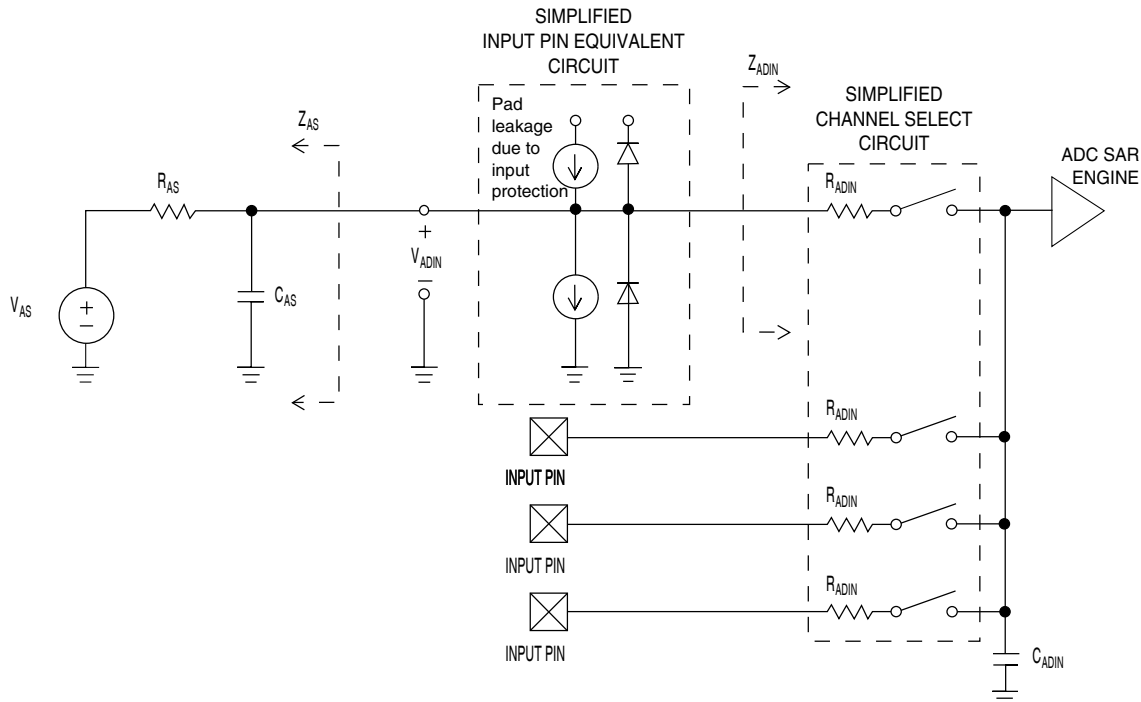 SIMPLIFIED
INPUT PIN EQUIVALENT
CIRCUIT
Pad
leakage
due to
input
protection
Z_ADIN
SIMPLIFIED
CHANNEL SELECT
CIRCUIT
ADC SAR
ENGINE
Z_AS
R_AS
R_ADIN
+
V_ADIN
–
V_AS
+
–
C_AS
R_ADIN
INPUT PIN
R_ADIN
INPUT PIN
R_ADIN
INPUT PIN
C_ADIN